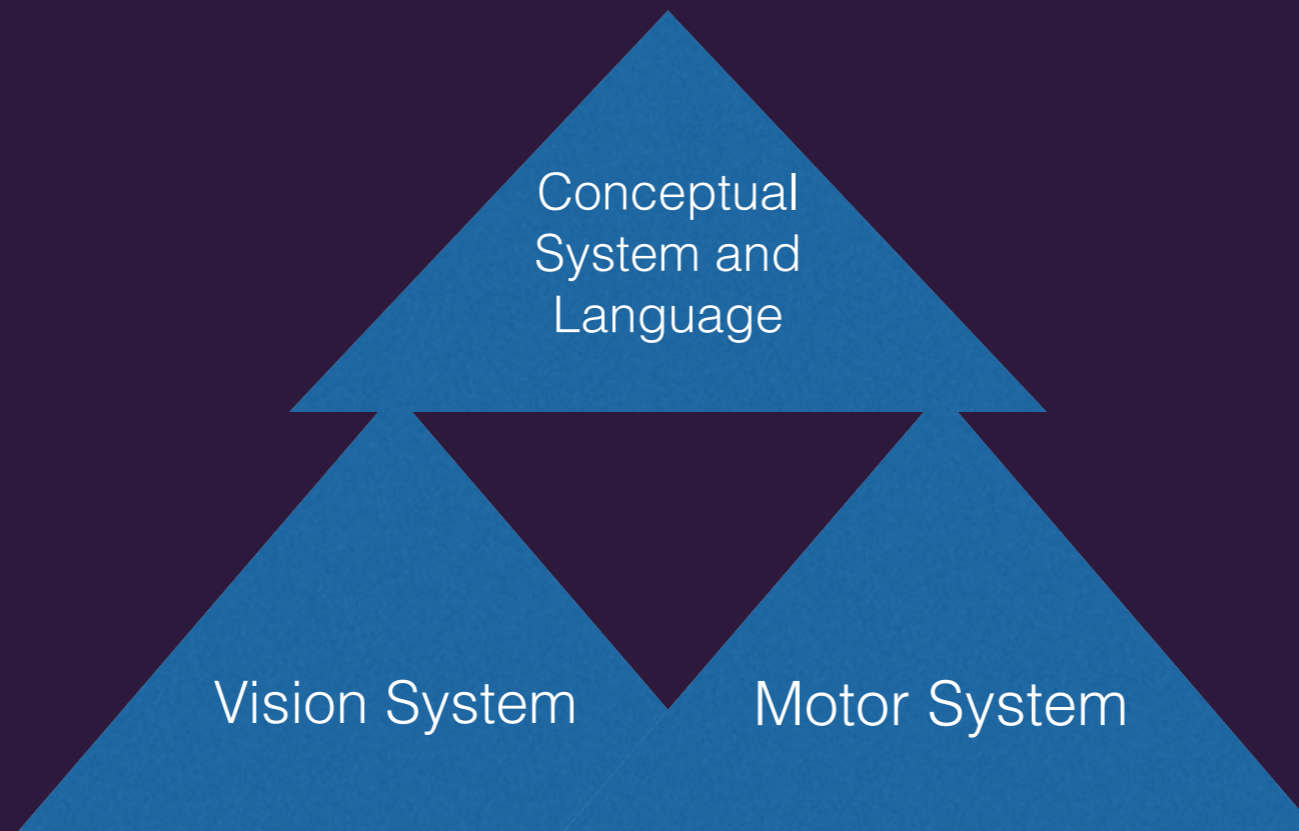 Conceptual
System and
Language
Vision System
Motor System